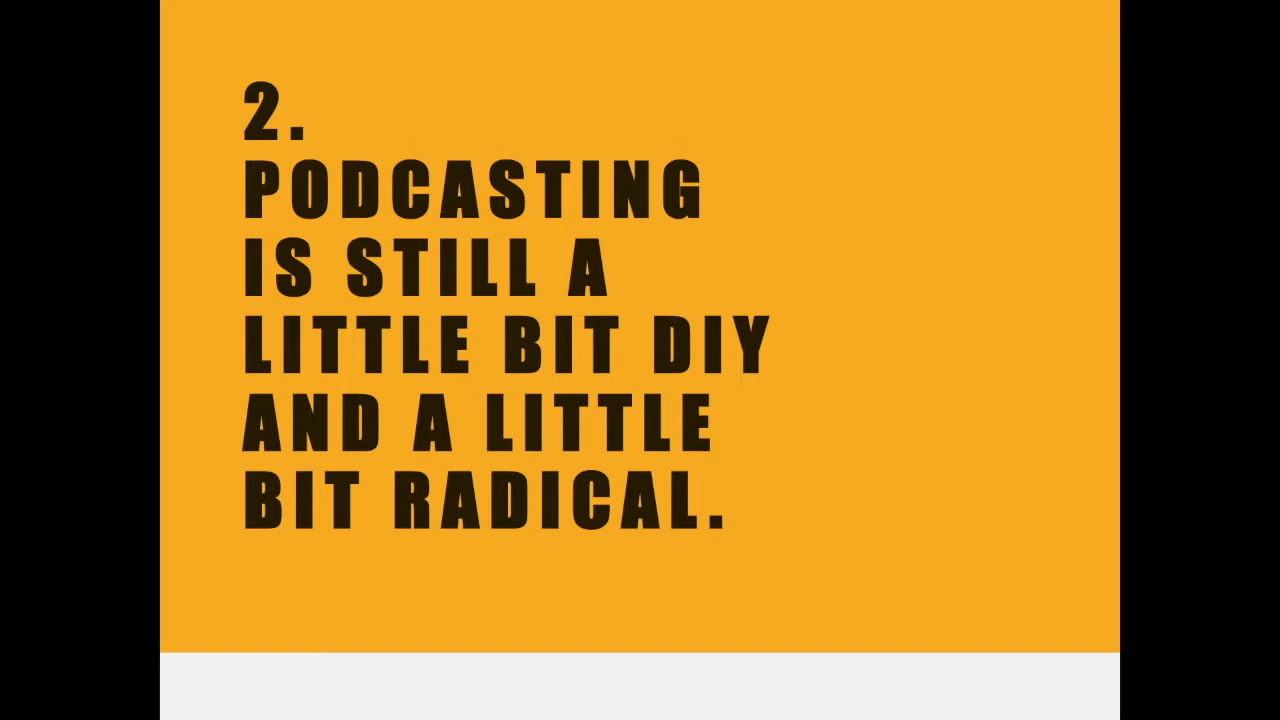 2.
PODCASTING
IS STILL A
LITTLE BIT DIY
AND A LITTLE
BIT RADICAL.